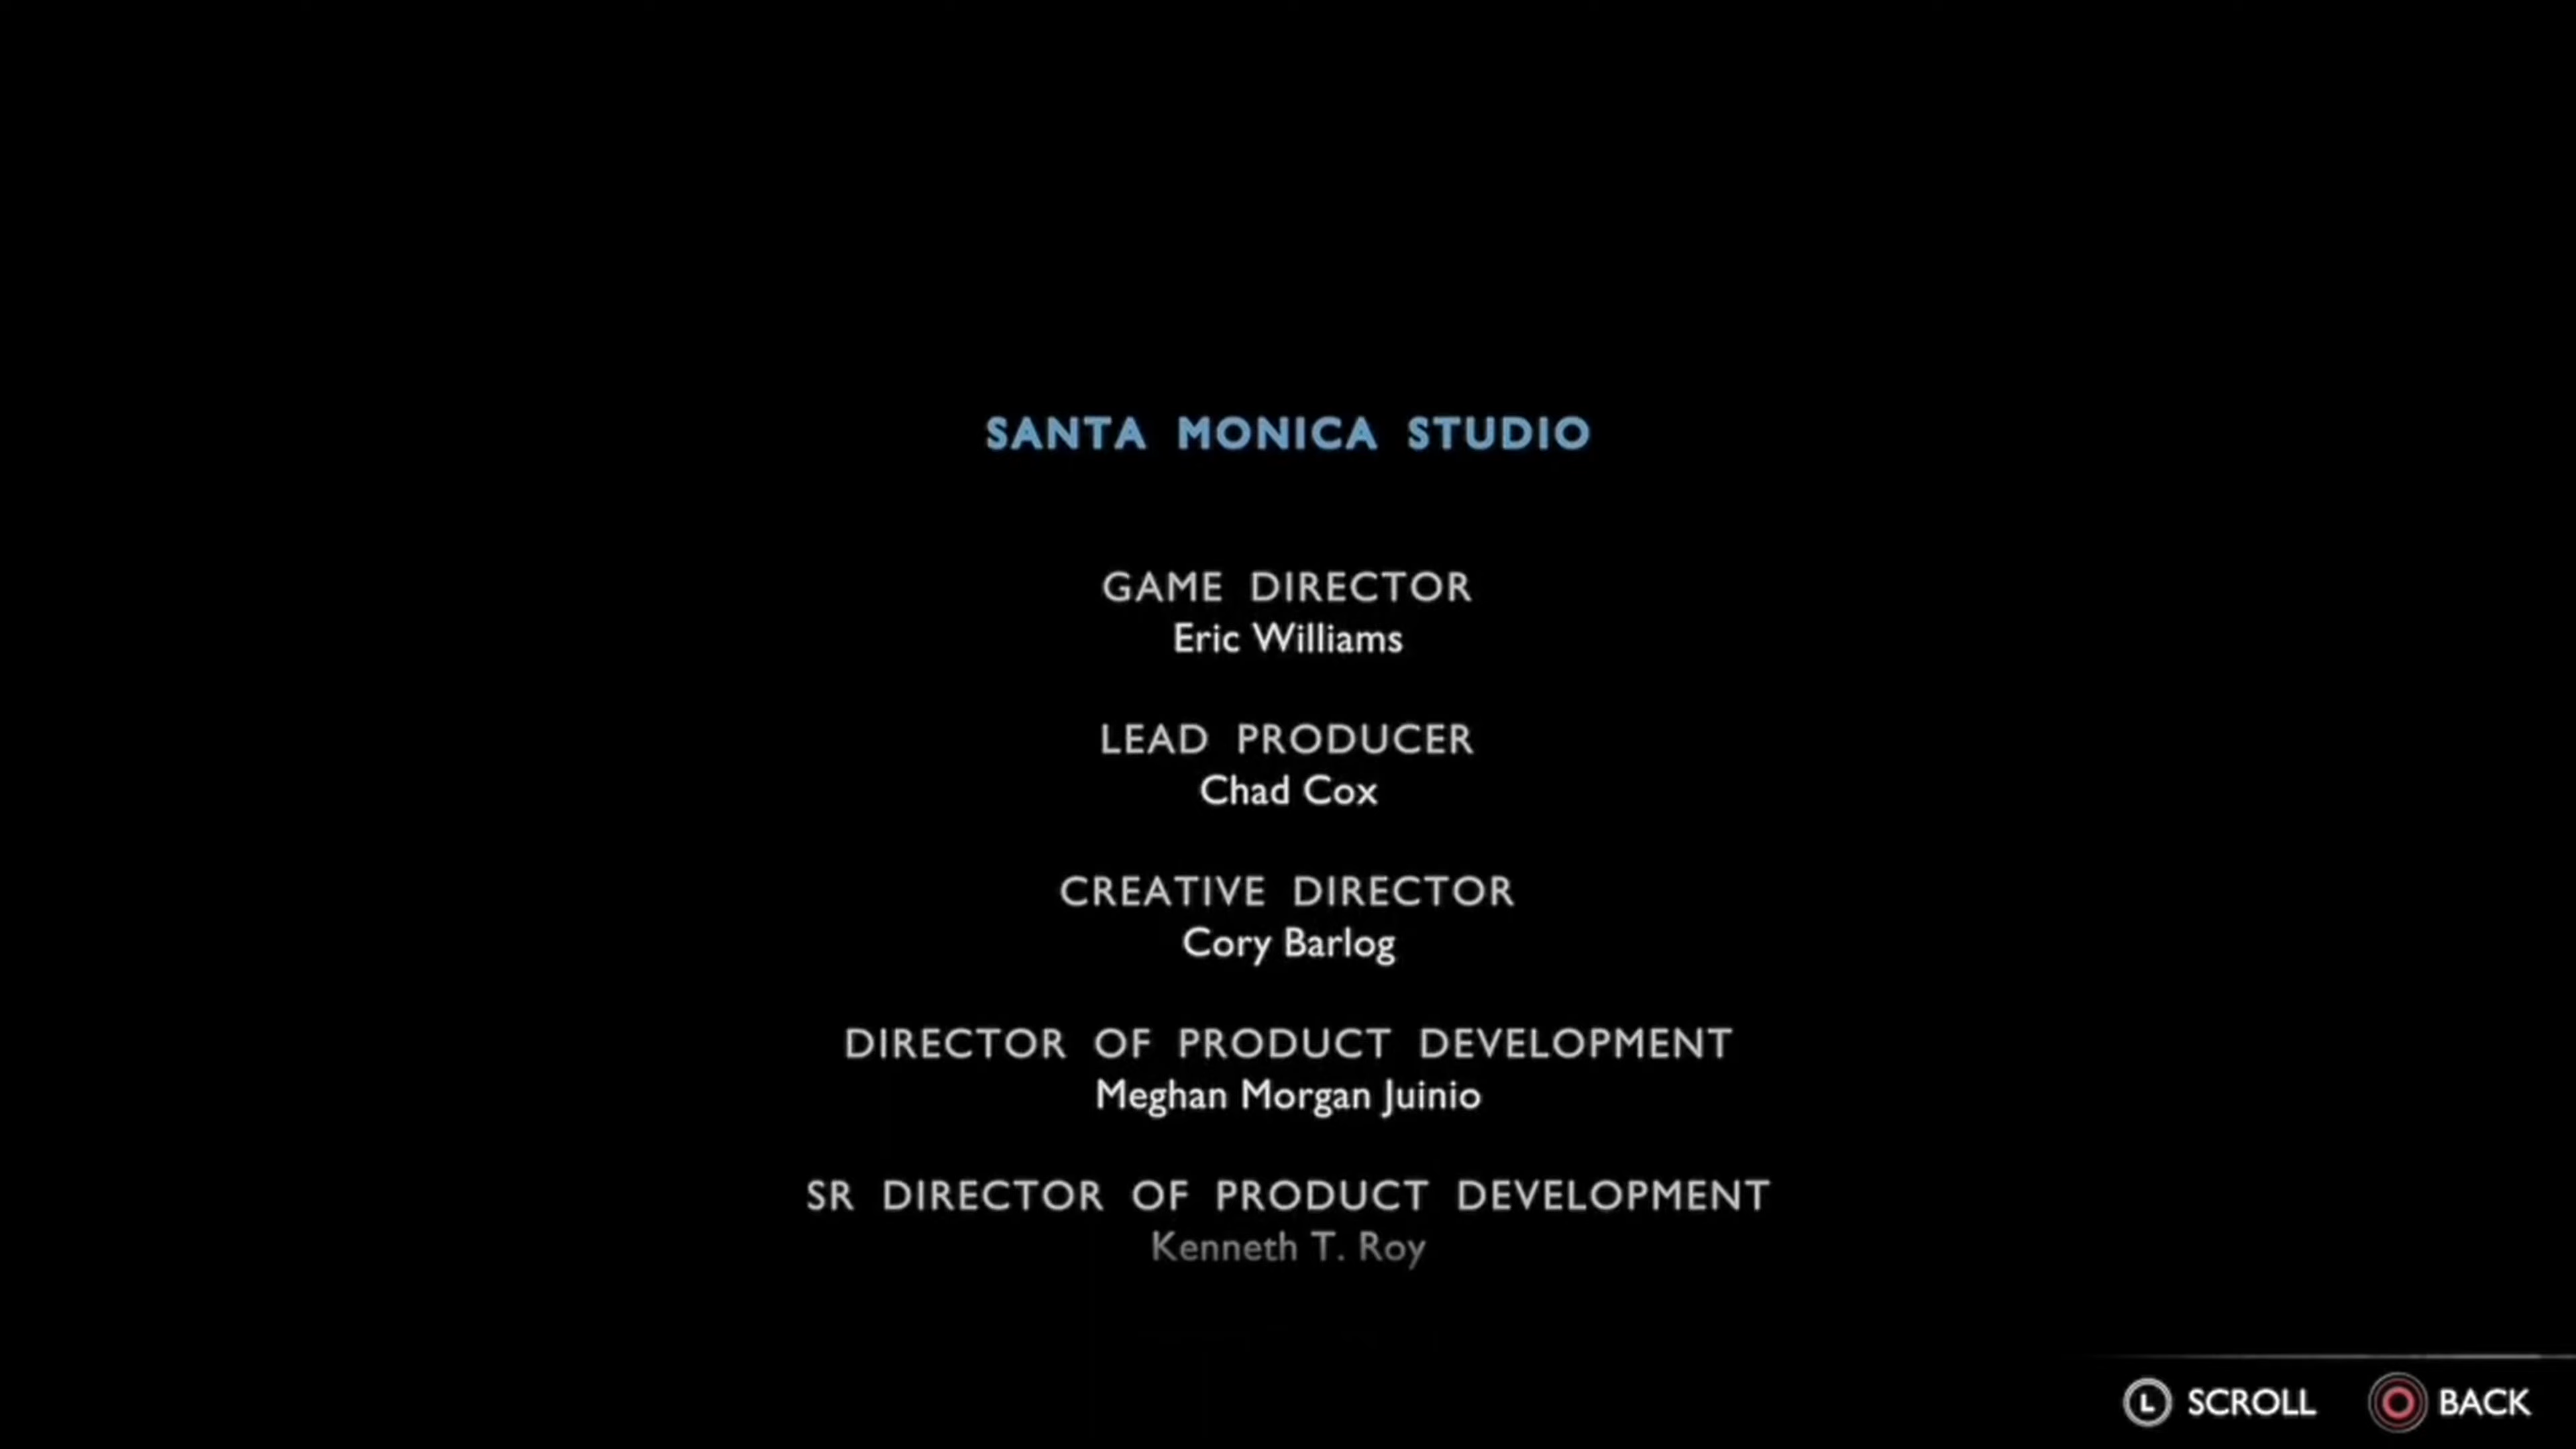 SANTA MONICA STUDIO
GAME DIRECTOR
Eric Williams
LEAD PRODUCER
Chad Cox
CREATIVE DIRECTOR
Cory Barlog
DIRECTOR OF PRODUCT DEVELOPMENT
Meghan Morgan Juinio
SR DIRECTOR OF PRODUCT DEVELOPMENT
Kenneth T. Roy
L SCROLL BACK